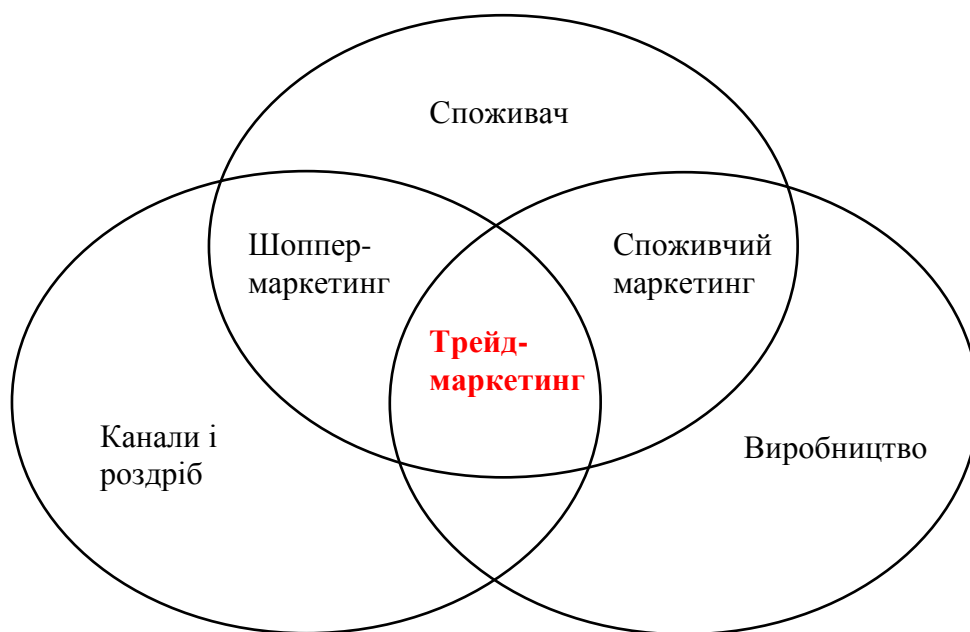 Споживач
Шоппер-
маркетинг
Споживчий
маркетинг
Трейд-
маркетинг
Канали і
роздріб
Виробництво